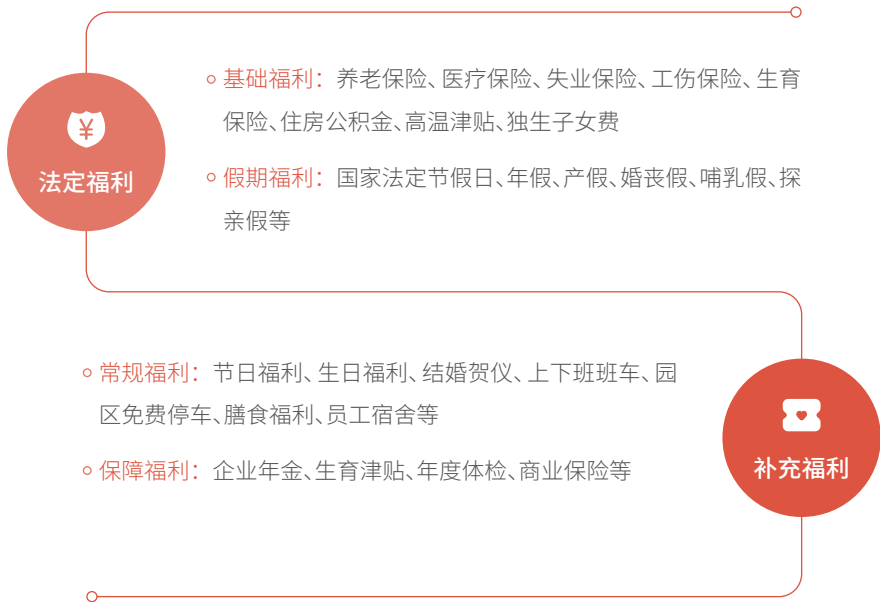 基础福利：养老保险、医疗保险、失业保险、工伤保险、生育
保险、住房公积金、高温津贴、独生子女费
¥
法定福利
假期福利：国家法定节假日、年假、产假、婚丧假、哺乳假、探
亲假等
常规福利：节日福利、生日福利、结婚贺仪、上下班班车、园
区免费停车、膳食福利、员工宿舍等
保障福利：企业年金、生育津贴、年度体检、商业保险等
补充福利